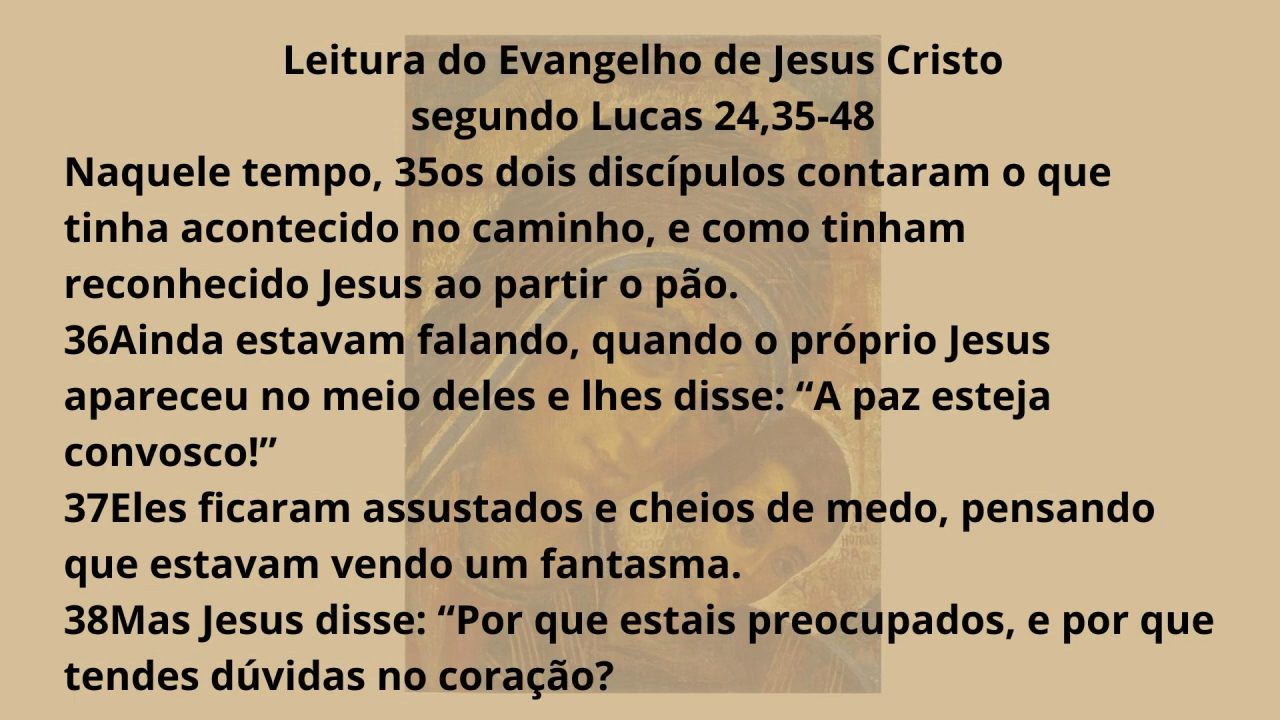 Leitura do Evangelho de Jesus Cristo
segundo Lucas 24,35-48
Naquele tempo, 35os dois discípulos contaram o que
tinha acontecido no caminho, e como tinham
reconhecido Jesus ao partir o pão.
36Ainda estavam falando, quando o próprio Jesus
apareceu no meio deles e lhes disse: “A paz esteja
convosco!”
37Eles ficaram assustados e cheios de medo, pensando
que estavam vendo um fantasma.
38Mas Jesus disse: “Por que estais preocupados, e por que
tendes dúvidas no coração?